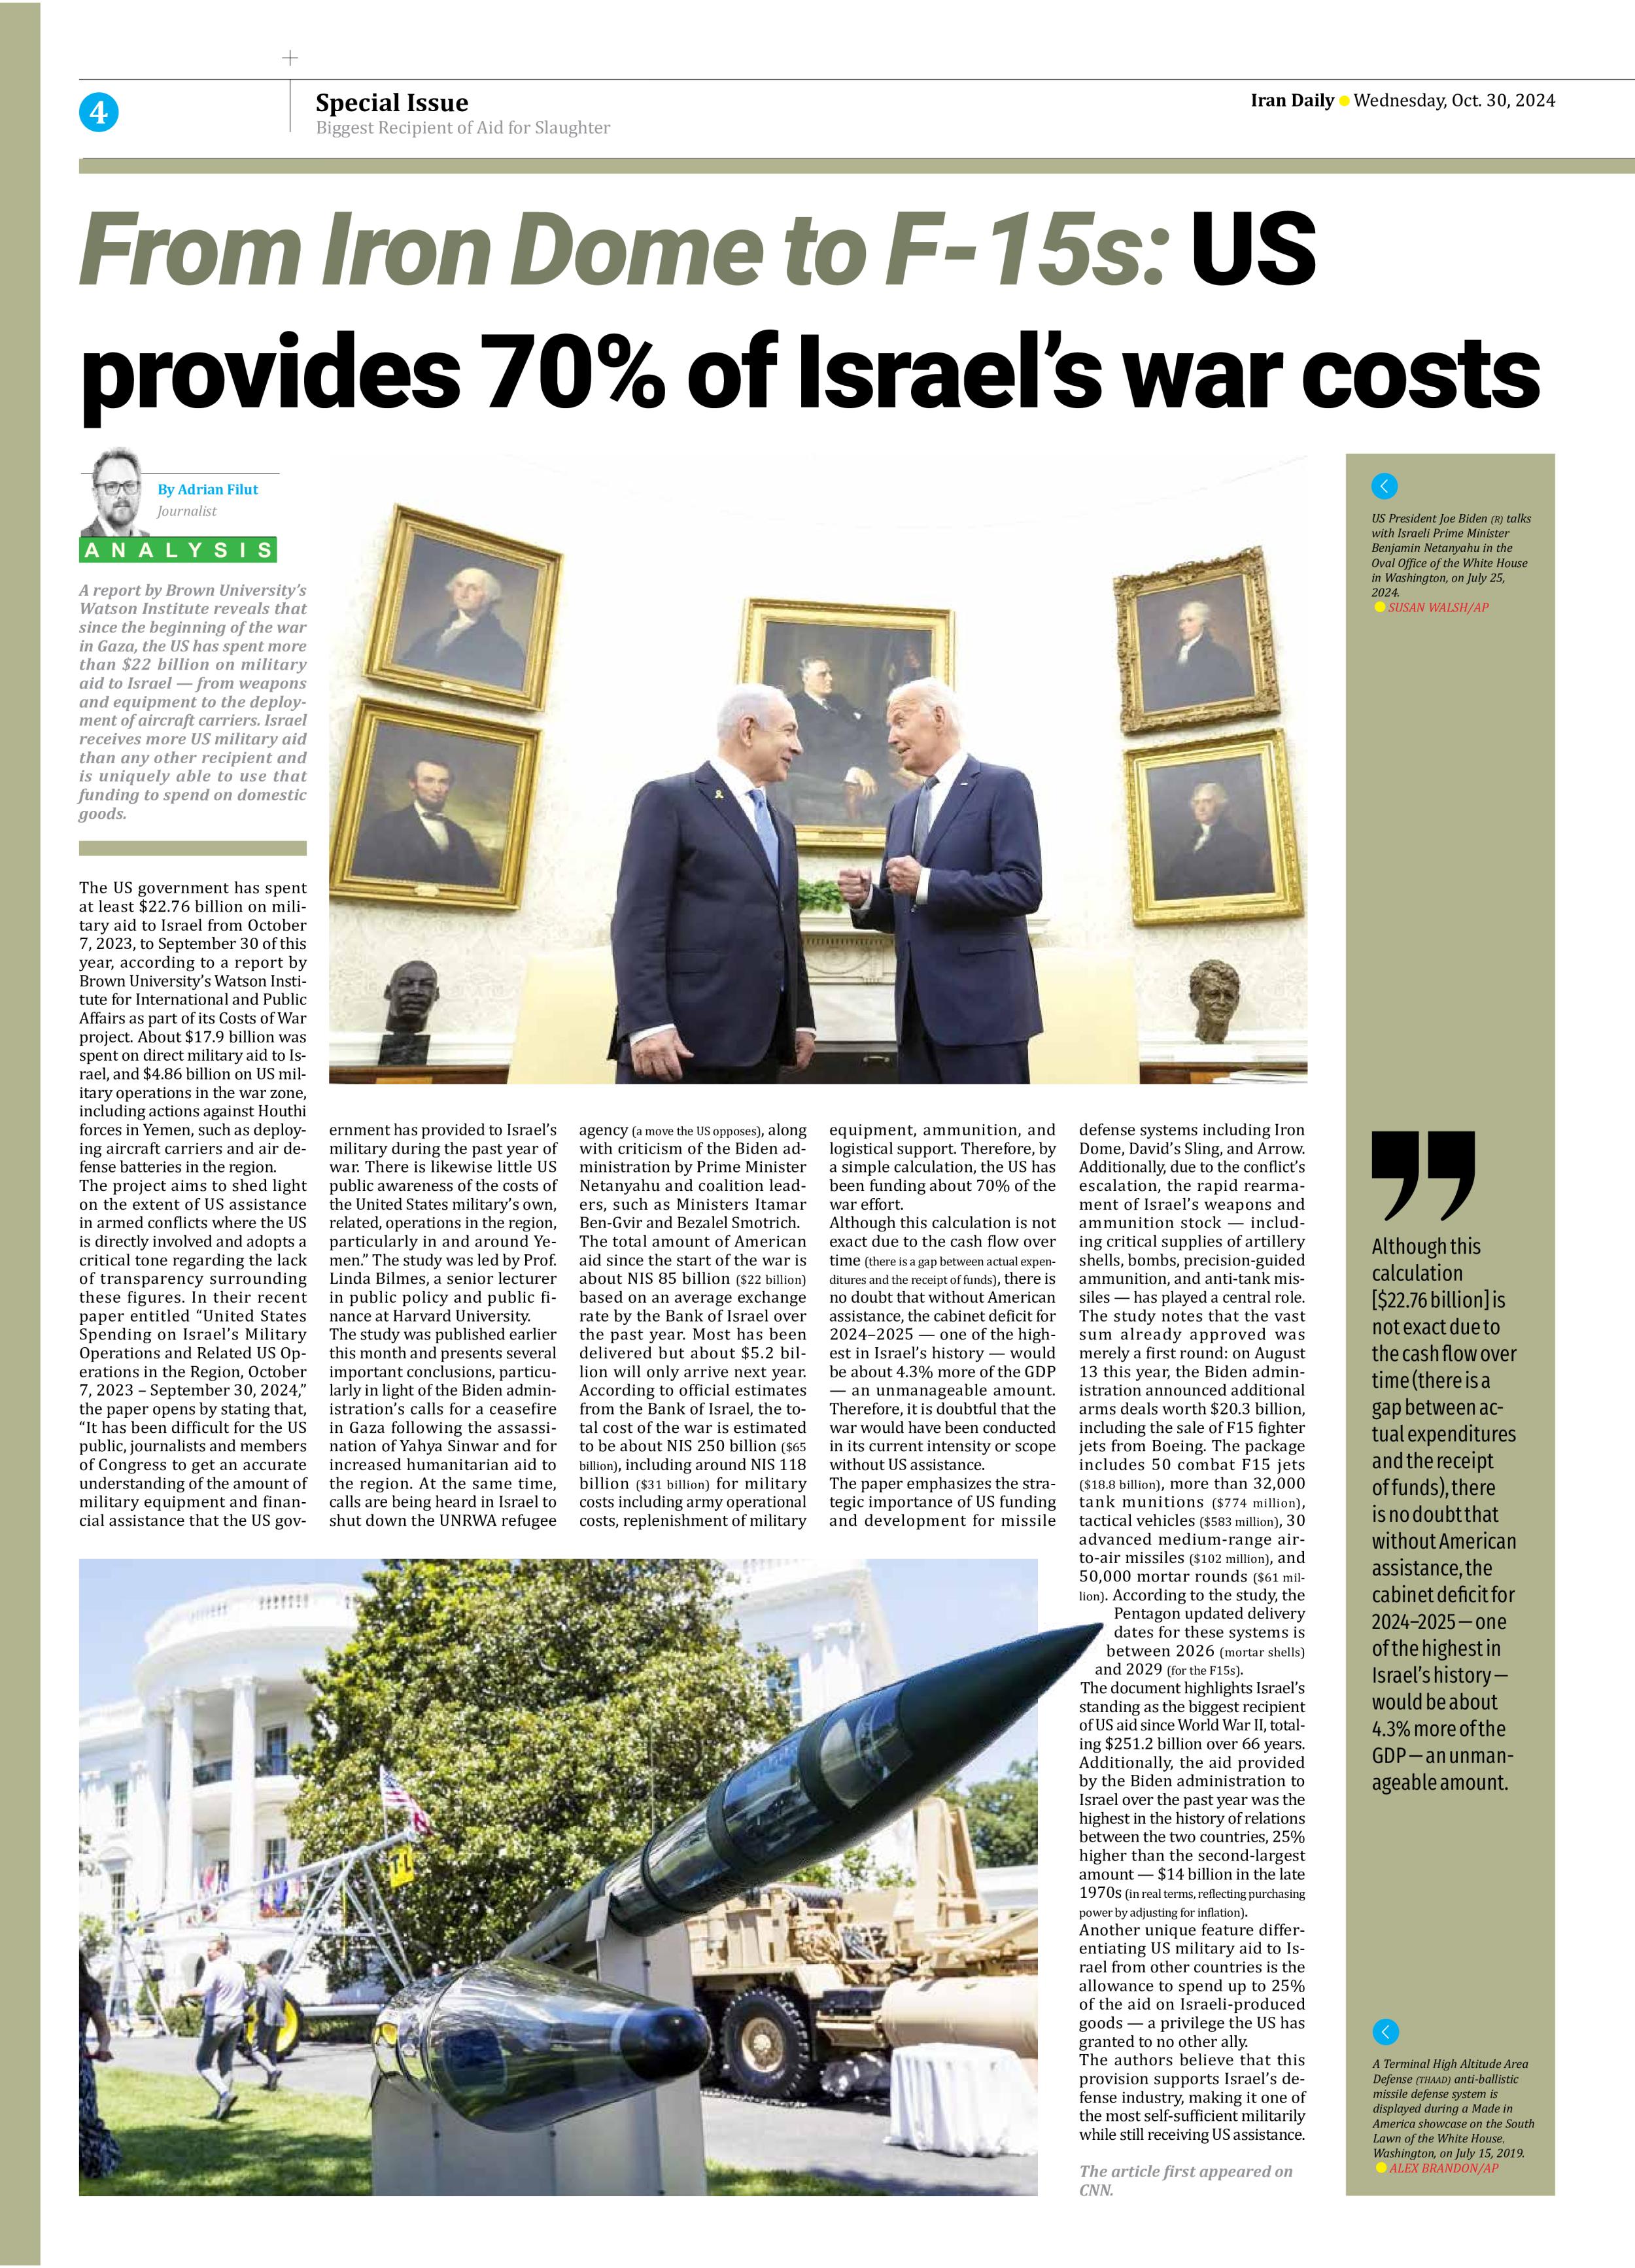 4
Special Issue
Biggest Recipient of Aid for Slaughter
Iran Daily Wednesday, Oct. 30, 2024
From Iron Dome to F-15s: US
provides 70% of Israel’s war costs
By Adrian Filut
Journalist
ANALYSIS
A report by Brown University’s
Watson Institute reveals that
since the beginning of the war
in Gaza, the US has spent more
than $22 billion on military
aid to Israel — from weapons
and equipment to the deploy-
ment of aircraft carriers. Israel
receives more US military aid
than any other recipient and
is uniquely able to use that
funding to spend on domestic
goods.
The US government has spent
at least $22.76 billion on mili-
tary aid to Israel from October
7, 2023, to September 30 of this
year, according to a report by
Brown University’s Watson Insti-
tute for International and Public
Affairs as part of its Costs of War
project. About $17.9 billion was
spent on direct military aid to Is-
rael, and $4.86 billion on US mil-
itary operations in the war zone,
including actions against Houthi
forces in Yemen, such as deploy-
ing aircraft carriers and air de-
fense batteries in the region.
The project aims to shed light
on the extent of US assistance
in armed conflicts where the US
is directly involved and adopts a
critical tone regarding the lack
of transparency surrounding
these figures. In their recent
paper entitled “United States
Spending on Israel’s Military
Operations and Related US Op-
erations in the Region, October
7, 2023 – September 30, 2024,”
the paper opens by stating that,
“It has been difficult for the US
public, journalists and members
of Congress to get an accurate
understanding of the amount of
military equipment and finan-
cial assistance that the US gov-
ernment has provided to Israel’s
military during the past year of
war. There is likewise little US
public awareness of the costs of
the United States military’s own,
related, operations in the region,
particularly in and around Ye-
men.” The study was led by Prof.
Linda Bilmes, a senior lecturer
in public policy and public fi-
nance at Harvard University.
The study was published earlier
this month and presents several
important conclusions, particu-
larly in light of the Biden admin-
istration’s calls for a ceasefire
in Gaza following the assassi-
nation of Yahya Sinwar and for
increased humanitarian aid to
the region. At the same time,
calls are being heard in Israel to
shut down the UNRWA refugee
agency (a move the US opposes), along
with criticism of the Biden ad-
ministration by Prime Minister
Netanyahu and coalition lead-
ers, such as Ministers Itamar
Ben-Gvir and Bezalel Smotrich.
The total amount of American
aid since the start of the war is
about NIS 85 billion ($22 billion)
based on an average exchange
rate by the Bank of Israel over
the past year. Most has been
delivered but about $5.2 bil-
lion will only arrive next year.
According to official estimates
from the Bank of Israel, the to-
tal cost of the war is estimated
to be about NIS 250 billion ($65
billion), including around NIS 118
billion ($31 billion) for military
costs including army operational
costs, replenishment of military
equipment, ammunition, and
logistical support. Therefore, by
a simple calculation, the US has
been funding about 70% of the
war effort.
Although this calculation is not
exact due to the cash flow over
time (there is a gap between actual expen-
ditures and the receipt of funds), there is
no doubt that without American
assistance, the cabinet deficit for
2024–2025 — one of the high-
est in Israel’s history — would
be about 4.3% more of the GDP
— an unmanageable amount.
Therefore, it is doubtful that the
war would have been conducted
in its current intensity or scope
without US assistance.
The paper emphasizes the stra-
tegic importance of US funding
and development for missile
defense systems including Iron
Dome, David’s Sling, and Arrow.
Additionally, due to the conflict’s
escalation, the rapid rearma-
ment of Israel’s weapons and
ammunition stock — includ-
ing critical supplies of artillery
shells, bombs, precision-guided
ammunition, and anti-tank mis-
siles — has played a central role.
The study notes that the vast
sum already approved was
merely a first round: on August
13 this year, the Biden admin-
istration announced additional
arms deals worth $20.3 billion,
including the sale of F15 fighter
jets from Boeing. The package
includes 50 combat F15 jets
($18.8 billion), more than 32,000
tank munitions ($774 million),
tactical vehicles ($583 million), 30
advanced medium-range air-
to-air missiles ($102 million), and
50,000 mortar rounds ($61 mil-
lion). According to the study, the
Pentagon updated delivery
dates for these systems is
between 2026 (mortar shells)
and 2029 (for the F15s).
The document highlights Israel’s
standing as the biggest recipient
of US aid since World War II, total-
ing $251.2 billion over 66 years.
Additionally, the aid provided
by the Biden administration to
Israel over the past year was the
highest in the history of relations
between the two countries, 25%
higher than the second-largest
amount — $14 billion in the late
1970s (in real terms, reflecting purchasing
power by adjusting for inflation).
Another unique feature differ-
entiating US military aid to Is-
rael from other countries is the
allowance to spend up to 25%
of the aid on Israeli-produced
goods — a privilege the US has
granted to no other ally.
The authors believe that this
provision supports Israel’s de-
fense industry, making it one of
the most self-sufficient militarily
while still receiving US assistance.
The article first appeared on
CNN.
US President Joe Biden (R) talks
with Israeli Prime Minister
Benjamin Netanyahu in the
Oval Office of the White House
in Washington, on July 25,
2024.
SUSAN WALSH/AP
”
Although this
calculation
[$22.76 billion] is
not exact due to
the cash flow over
time (there is a
gap between ac-
tual expenditures
and the receipt
of funds), there
is no doubt that
without American
assistance, the
cabinet deficit for
2024–2025 — one
of the highest in
Israel’s history —
would be about
4.3% more of the
GDP — an unman-
ageable amount.
A Terminal High Altitude Area
Defense (THAAD) anti-ballistic
missile defense system is
displayed during a Made in
America showcase on the South
Lawn of the White House.
Washington, on July 15, 2019.
ALEX BRANDON/AP